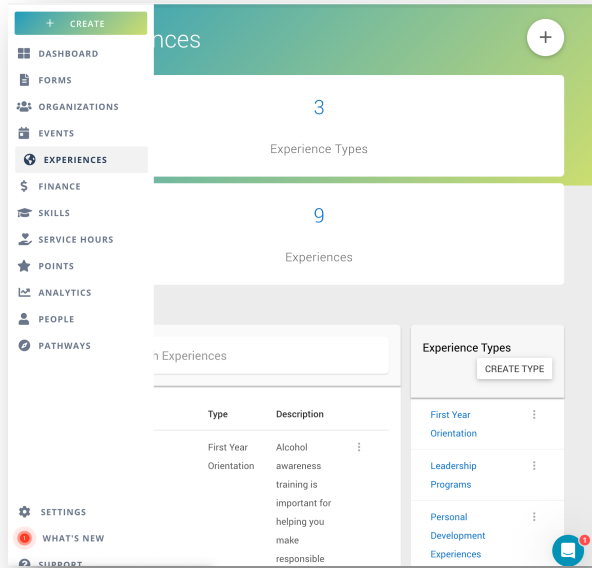 + CREATE
DASHBOARD
FORMS
ORGANIZATIONS
EVENTS
EXPERIENCES
FINANCE
SKILLS
SERVICE HOURS
POINTS
ANALYTICS
PEOPLE
PATHWAYS
SETTINGS
1
WHAT'S NEW
SUPPORT
nces
+
3
Experience Types
9
Experiences
n Experiences
Type Description
First Year
Orientation
Alcohol
awareness
training is
important for
helping you
make
responsible
Experience Types
CREATE TYPE
First Year
Orientation
Leadership
Programs
Personal
Development
Experiences
1